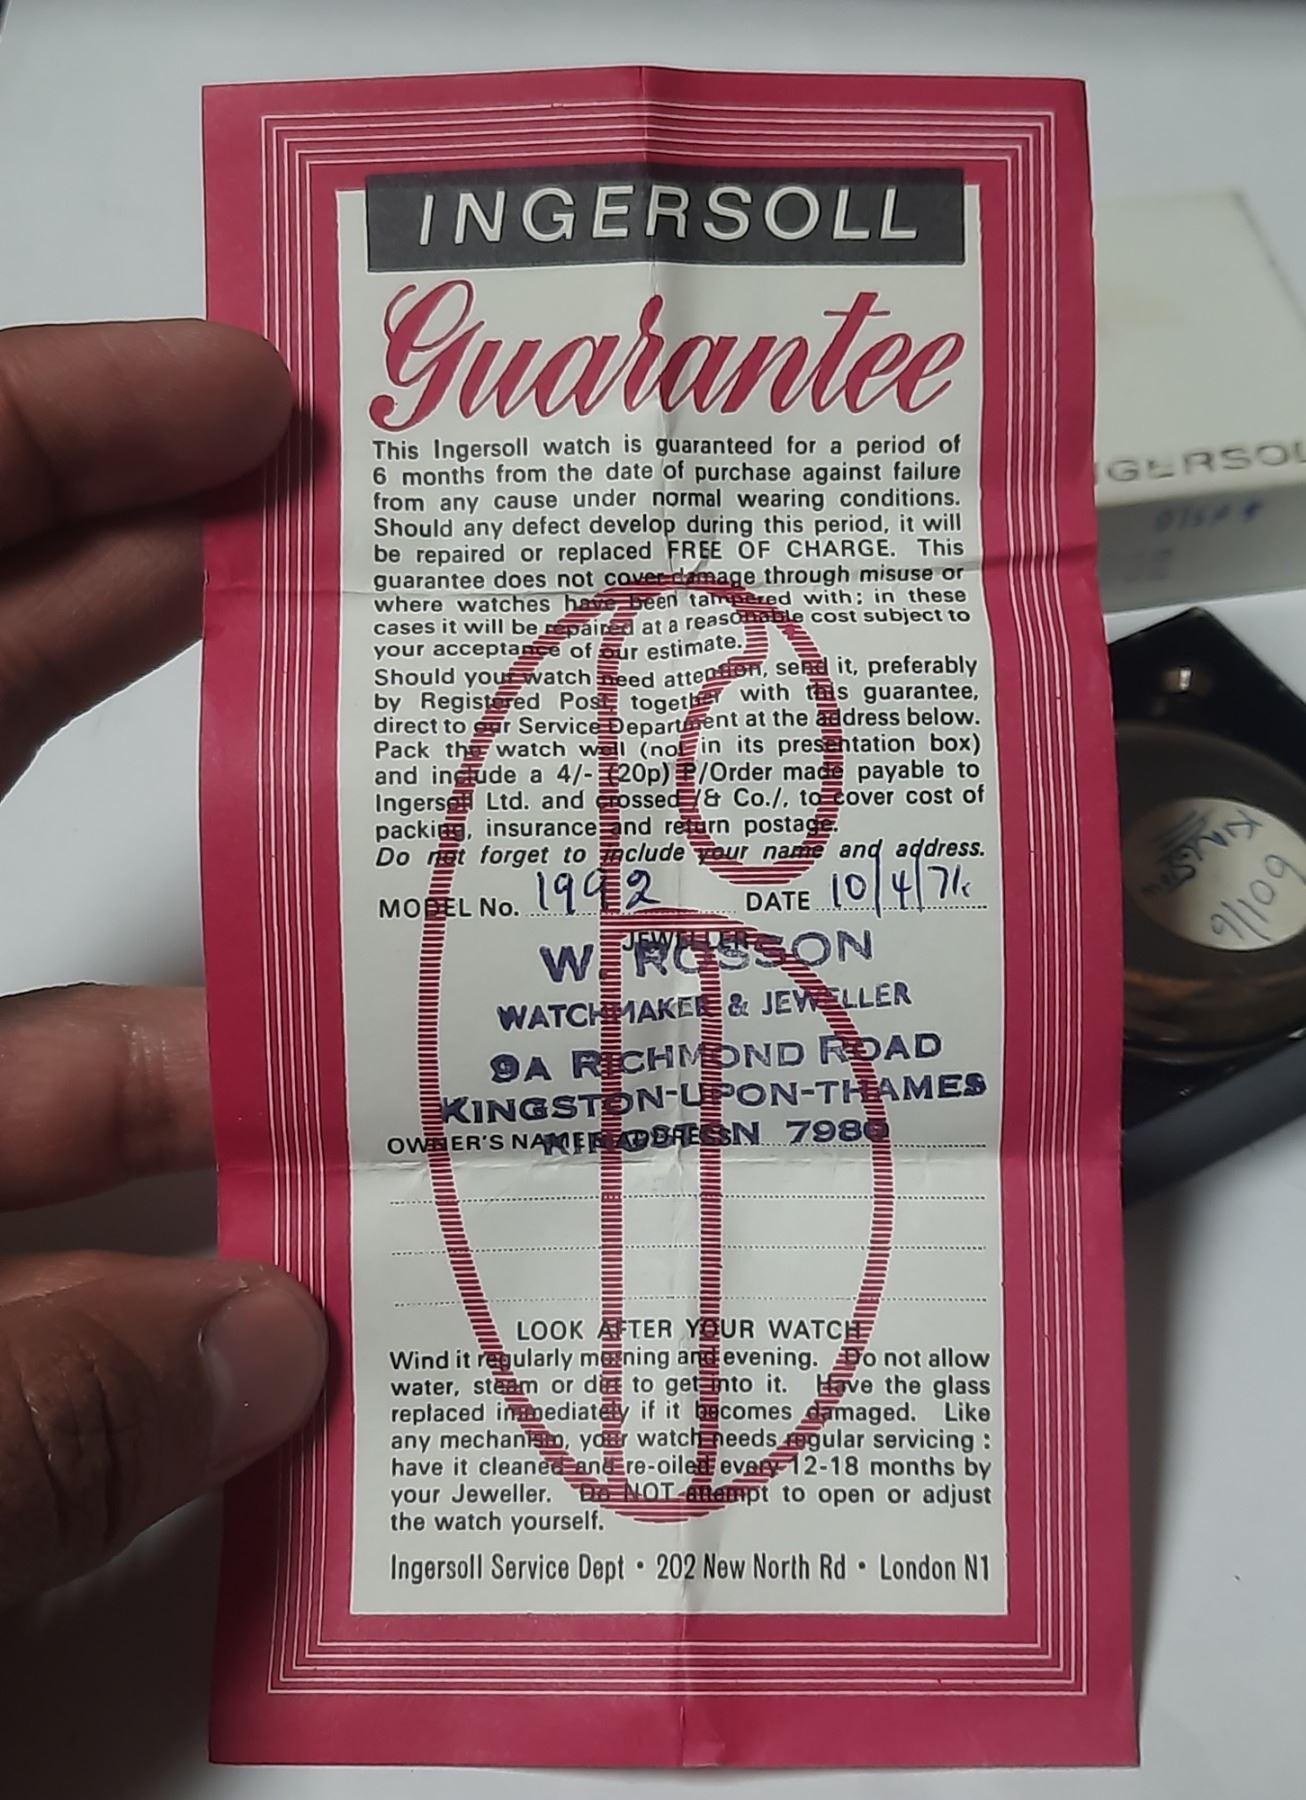 INGERSOLL
Guarantee
This Ingersoll watch is guaranteed for a period of
6 months from the date of purchase against failure
from any cause under normal wearing conditions.
Should any defect develop during this period, it will
be repaired or replaced FREE OF CHARGE. This
guarantee does not cover damage through misuse or
where watches have been tampered with; in these
cases it will be repaired at a reasonable cost subject to
your acceptance of our estimate.
Should your watch need attention, send it, preferably
by Registered Post, together with this guarantee,
direct to our Service Department at the address below.
Pack the watch well (not in its presentation box)
and include a 4/- (20p) P/Order made payable to
Ingersoll Ltd. and crossed /& Co./, to cover cost of
packing, insurance and return postage.
Do not forget to include your name and address.
MODEL No. 1992 DATE 10/4/
JEWELLER
W. ROSSON
WATCHMAKER & JEWELLER
9A RICHMOND ROAD
KINGSTON-UPON-THAMES
KINGSTON 7980
OWNER'S NAME & ADDRESS
LOOK AFTER YOUR WATCH
Wind it regularly morning and evening. Do not allow
water, steam or dirt to get into it. Have the glass
replaced immediately if it becomes damaged. Like
any mechanism, your watch needs regular servicing:
have it cleaned and re-oiled every 12-18 months by
your Jeweller. Do NOT attempt to open or adjust
the watch yourself.
Ingersoll Service Dept • 202 New North Rd • London N1
NGERSOL